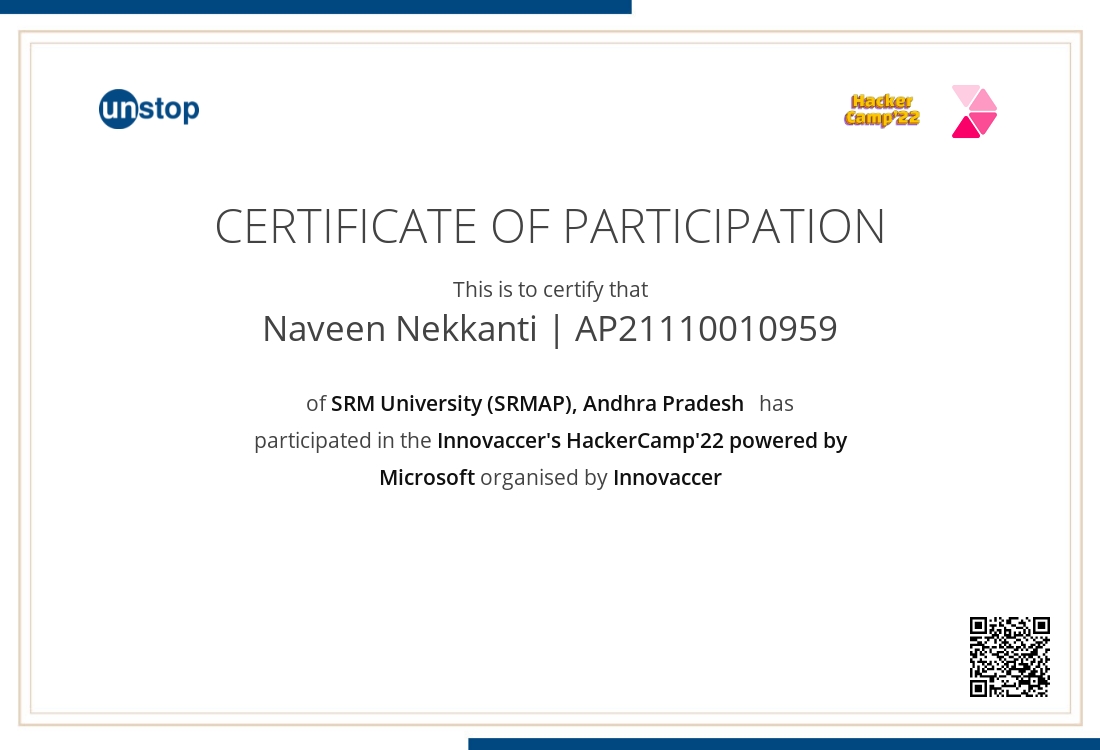 unstop
Hacker
Camp'22
CERTIFICATE OF PARTICIPATION
This is to certify that
Naveen Nekkanti | AP21110010959
of SRM University (SRMAP), Andhra Pradesh has
participated in the Innovaccer's HackerCamp'22 powered by
Microsoft organised by Innovaccer